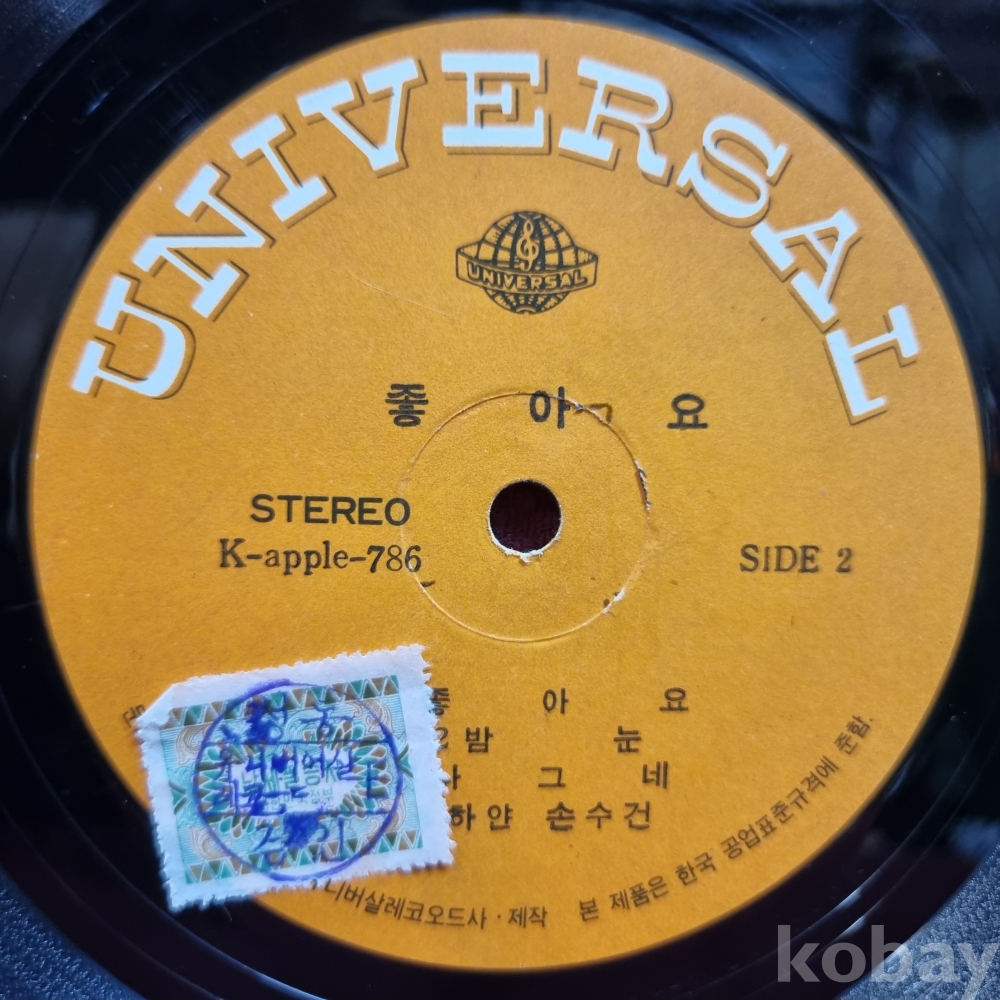 UNIVERSAL
UNIVERSAL
좋 아 요
STEREO
K-apple-786
SIDE 2
아 요
밤 눈
그 네
하얀 손수건
니버살레코오드사·제작 본 제품은 한국 공업표준규격에 준함.
kobay